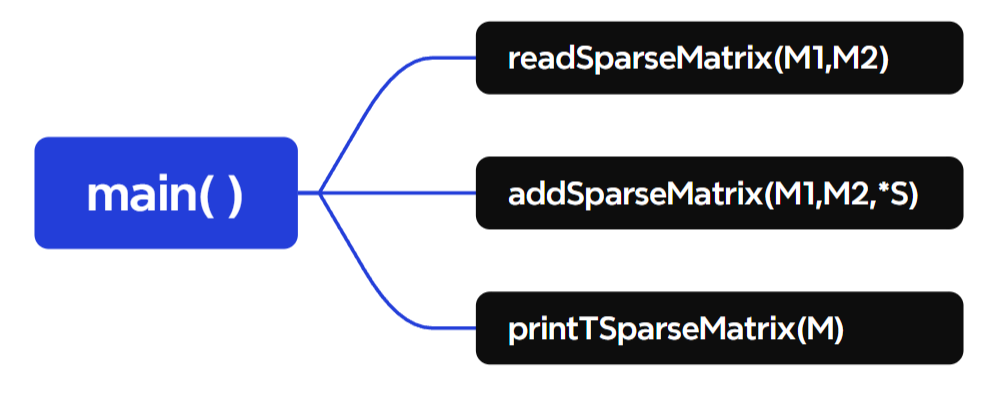 main( )
readSparseMatrix(M1,M2)
addSparseMatrix(M1,M2,*S)
printTSparseMatrix(M)